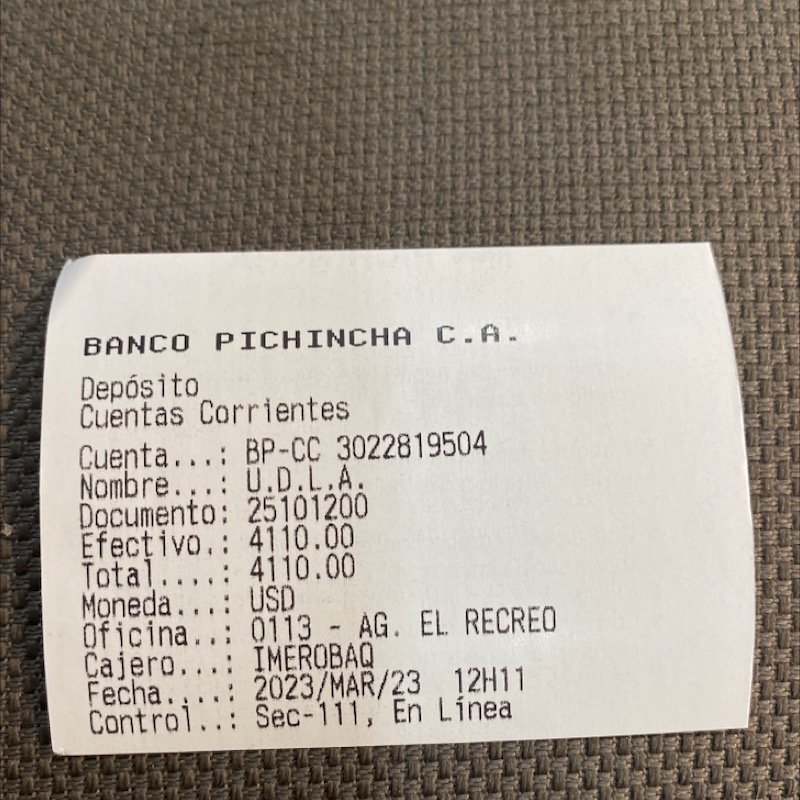 BANCO PICHINCHA C.A.
Depósito
Cuentas Corrientes
Cuenta...: BP-CC 3022819504
Nombre...: U.D.L.A.
Documento: 25101200
Efectivo.: 4110.00
Total....: 4110.00
Moneda...: USD
Oficina..: 0113 - AG. EL RECREO
Cajero...: IMEROBAQ
Fecha....: 2023/MAR/23 12H11
Control..: Sec-111, En Línea